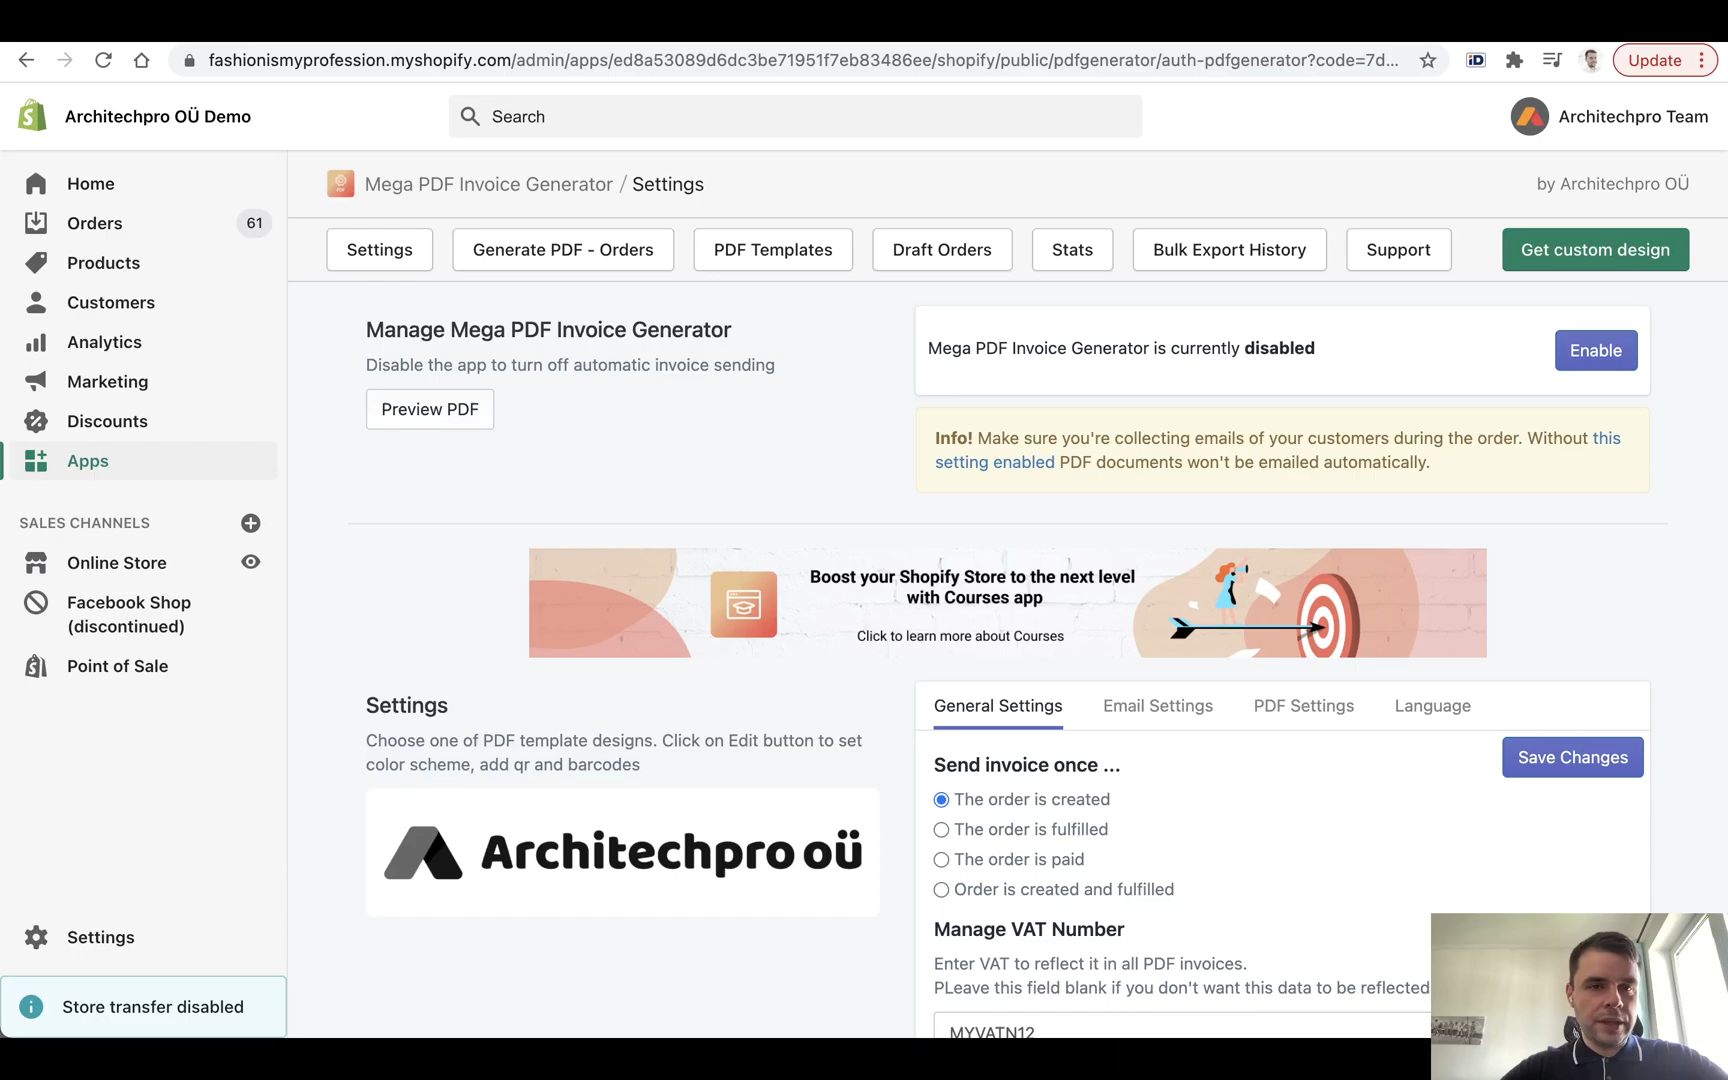 fashionismyprofession.myshopify.com/admin/apps/ed8a53089d6dc3be71951f7eb83486ee/shopify/public/pdfgenerator/auth-pdfgenerator?code=7d...
iD
Update
Architechpro OÜ Demo
Search
Architechpro Team
Home
Orders
61
Products
Customers
Analytics
Marketing
Discounts
Apps
SALES CHANNELS
Online Store
Facebook Shop
(discontinued)
Point of Sale
Settings
Store transfer disabled
Mega PDF Invoice Generator / Settings
by Architechpro OÜ
Settings
Generate PDF - Orders
PDF Templates
Draft Orders
Stats
Bulk Export History
Support
Get custom design
Manage Mega PDF Invoice Generator
Disable the app to turn off automatic invoice sending
Preview PDF
Mega PDF Invoice Generator is currently disabled
Enable
Info! Make sure you're collecting emails of your customers during the order. Without this
setting enabled PDF documents won't be emailed automatically.
Boost your Shopify Store to the next level
with Courses app
Click to learn more about Courses
Settings
Choose one of PDF template designs. Click on Edit button to set
color scheme, add qr and barcodes
Architechpro oü
General Settings
Email Settings
PDF Settings
Language
Save Changes
Send invoice once ...
The order is created
The order is fulfilled
The order is paid
Order is created and fulfilled
Manage VAT Number
Enter VAT to reflect it in all PDF invoices.
PLeave this field blank if you don't want this data to be reflected
MYVATN12